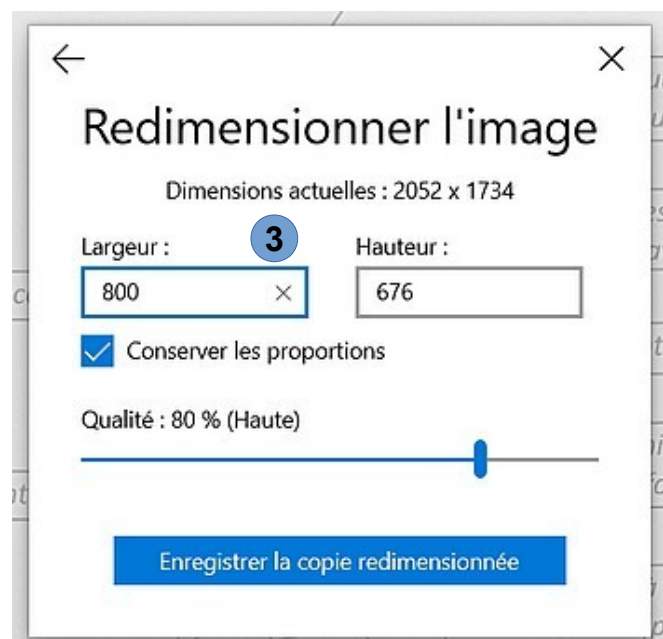 Redimensionner l'image
Dimensions actuelles : 2052 x 1734
3
Largeur : Hauteur :
800 676
Conserver les proportions
Qualité : 80 % (Haute)
Enregistrer la copie redimensionnée